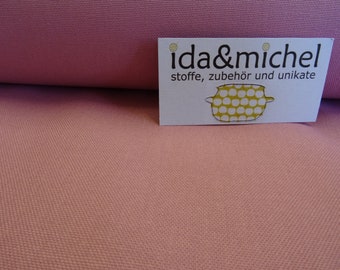 ida&michel
stoffe, zubehör und unikate